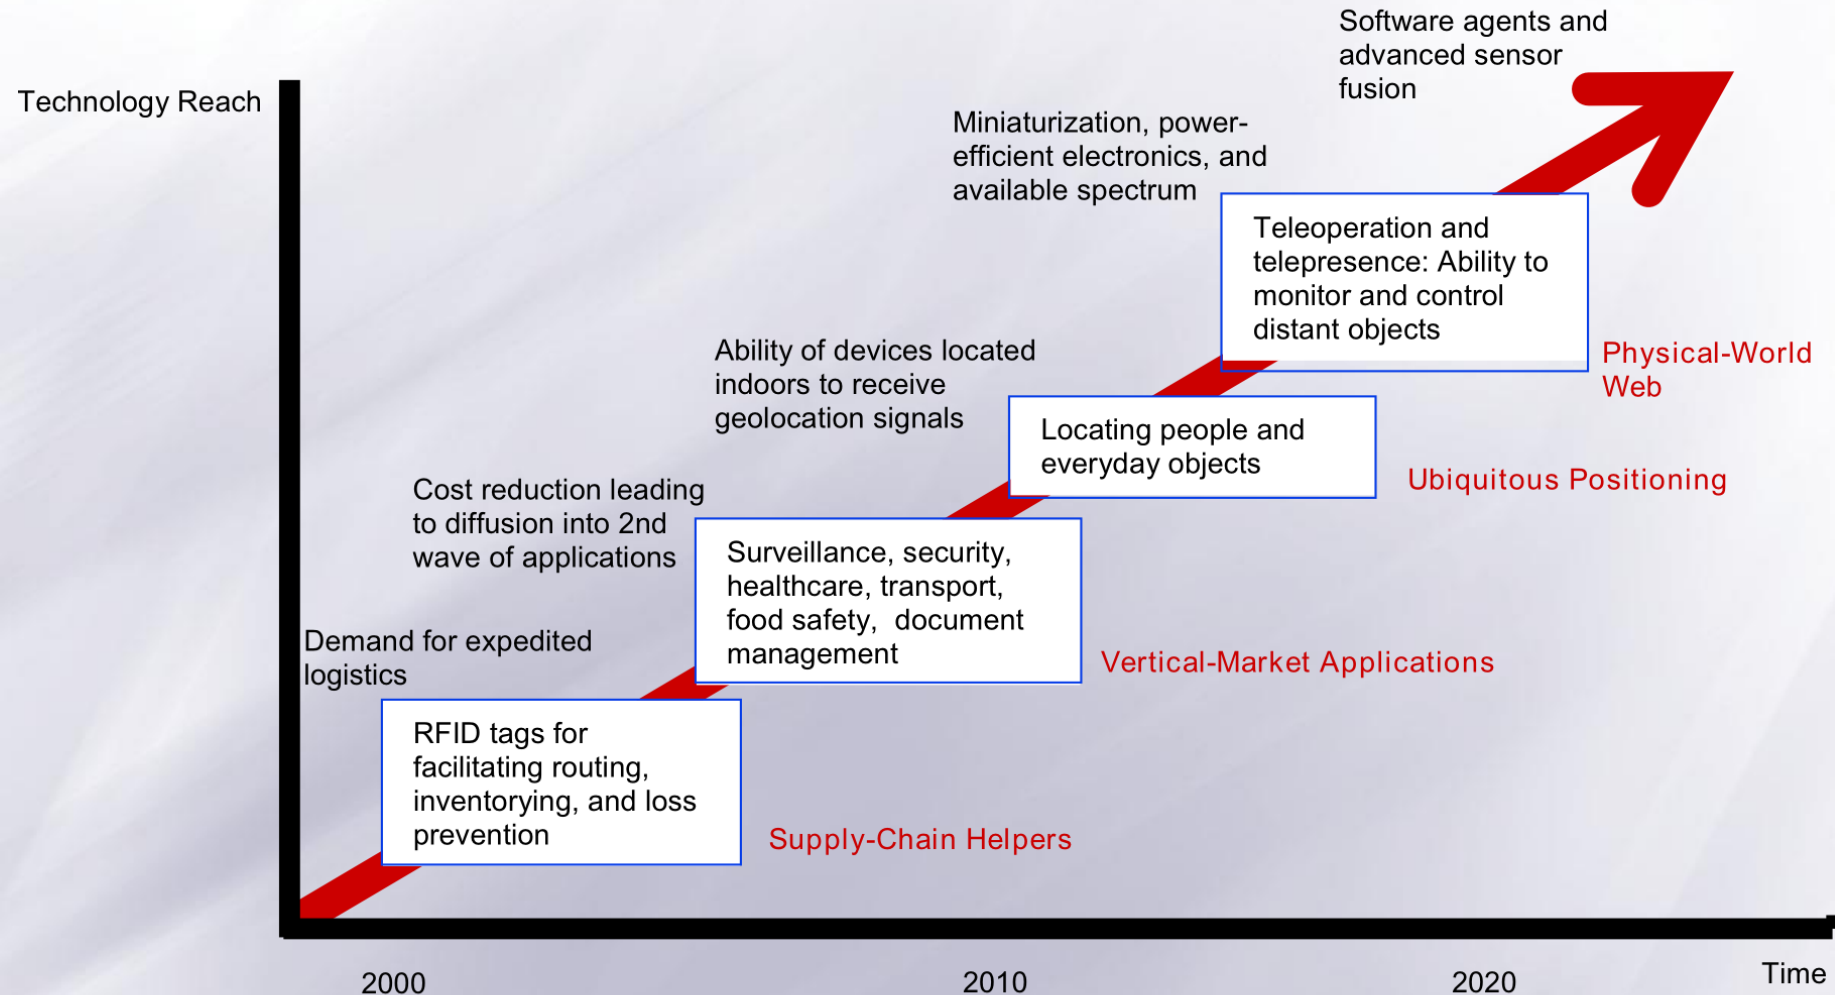 Software agents and
advanced sensor
fusion
Technology Reach
Miniaturization, power-
efficient electronics, and
available spectrum
Teleoperation and
telepresence: Ability to
monitor and control
distant objects
Physical-World
Web
Ability of devices located
indoors to receive
geolocation signals
Locating people and
everyday objects
Ubiquitous Positioning
Cost reduction leading
to diffusion into 2nd
wave of applications
Surveillance, security,
healthcare, transport,
food safety,  document
management
Vertical-Market Applications
Demand for expedited
logistics
RFID tags for
facilitating routing,
inventorying, and loss
prevention
Supply-Chain Helpers
2000
2010
2020
Time